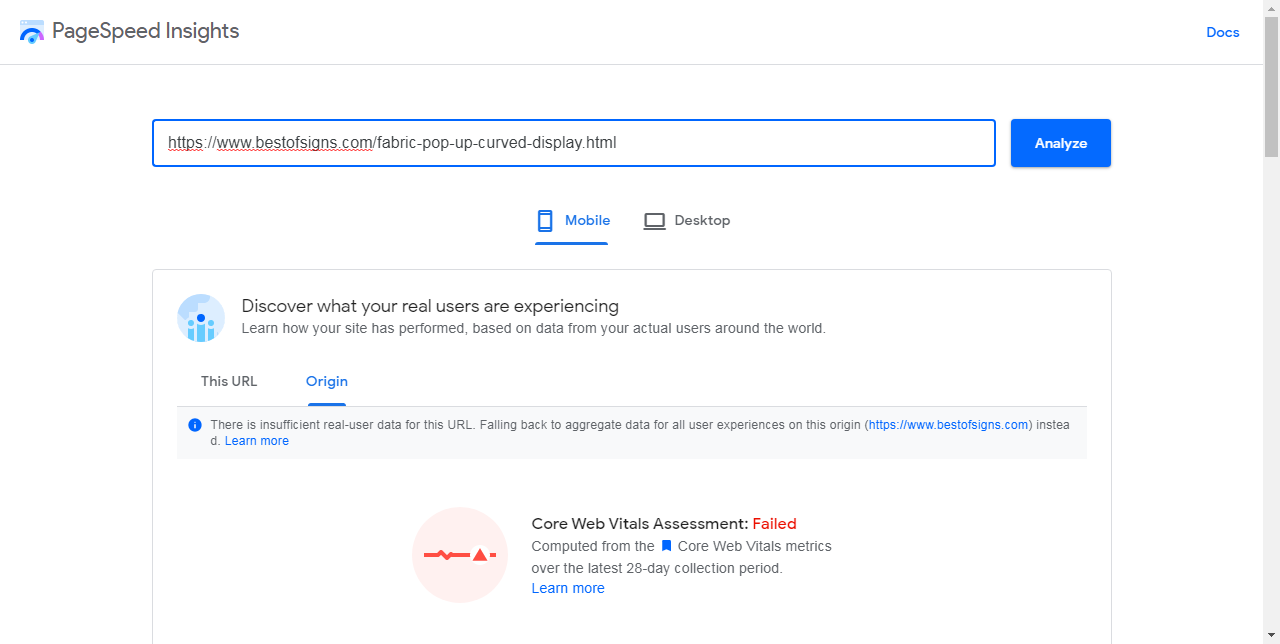 PageSpeed Insights
Docs
https://www.bestofsigns.com/fabric-pop-up-curved-display.html
Analyze
Mobile
Desktop
Discover what your real users are experiencing
Learn how your site has performed, based on data from your actual users around the world.
This URL
Origin
There is insufficient real-user data for this URL. Falling back to aggregate data for all user experiences on this origin (https://www.bestofsigns.com) instea
d. Learn more
Core Web Vitals Assessment: Failed
Computed from the Core Web Vitals metrics
over the latest 28-day collection period.
Learn more